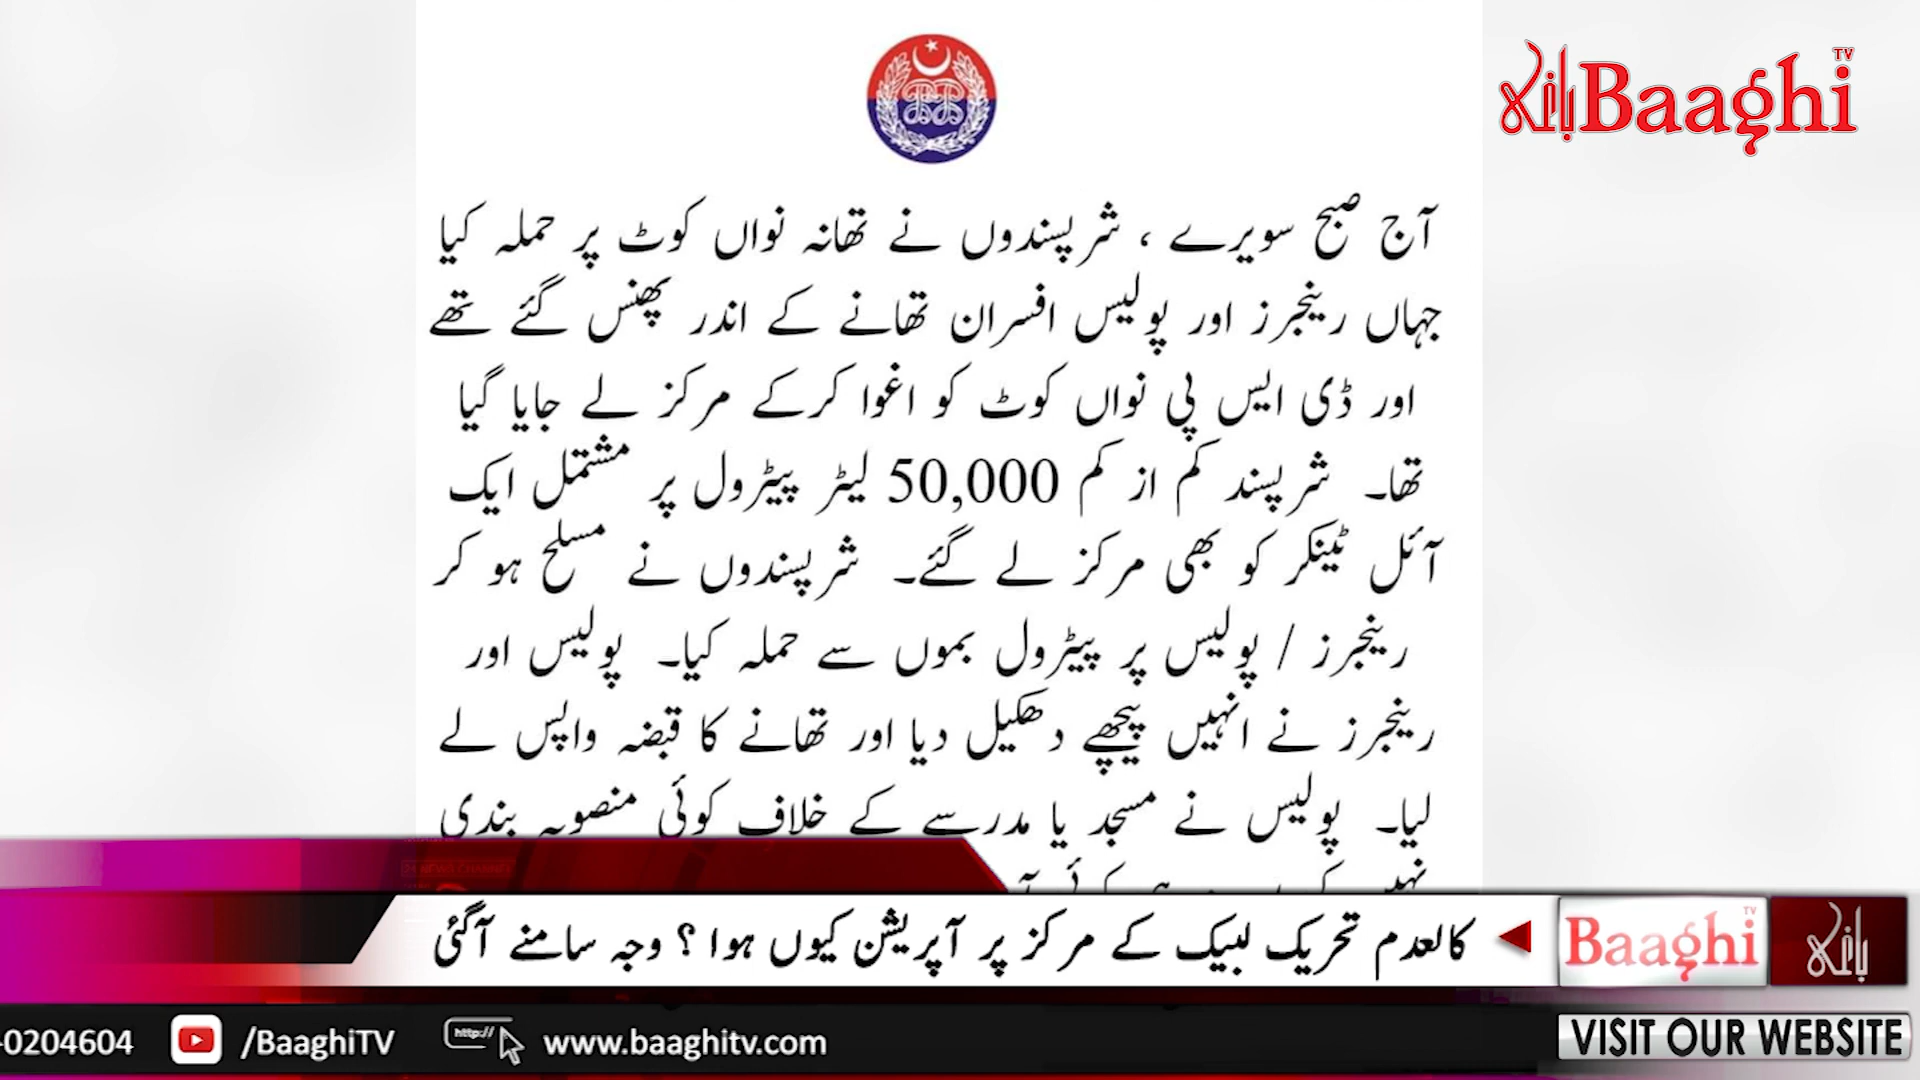 باغی Baaghi TV
آج صبح سویرے ، شرپسندوں نے تھانہ نواں کوٹ پر حملہ کیا
جہاں رینجرز اور پولیس افسران تھانے کے اندر پھنس گئے تھے
اور ڈی ایس پی نواں کوٹ کو اغوا کرکے مرکز لے جایا گیا
تھا۔ شرپسند کم از کم 50,000 لیٹر پیٹرول پر مشتمل ایک
آئل ٹینکر کو بھی مرکز لے گئے۔ شرپسندوں نے مسلح ہو کر
رینجرز / پولیس پر پیٹرول بموں سے حملہ کیا۔ پولیس اور
رینجرز نے انہیں پیچھے دھکیل دیا اور تھانے کا قبضہ واپس لے
لیا۔ پولیس نے مسجد یا مدرسے کے خلاف کوئی منصوبہ بندی
کالعدم تحریک لبیک کے مرکز پر آپریشن کیوں ہوا ؟ وجہ سامنے آگئی
Baaghi TV باغی
-0204604 /BaaghiTV http:// www.baaghitv.com VISIT OUR WEBSITE